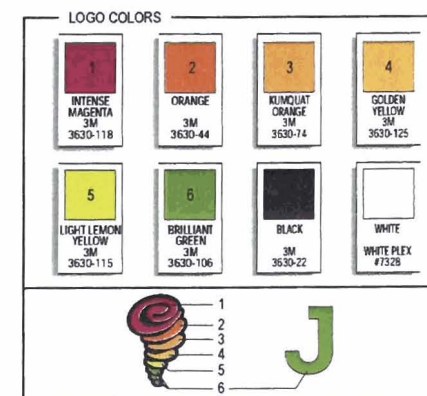 LOGO COLORS
1
INTENSE
MAGENTA
3M
3630-118
2
ORANGE
3M
3630-44
3
KUMQUAT
ORANGE
3M
3630-74
4
GOLDEN
YELLOW
3M
3630-125
5
LIGHT LEMON
YELLOW
3M
3630-115
6
BRILLIANT
GREEN
3M
3630-106
BLACK
3M
3630-22
WHITE
WHITE PLEX
#7328
1
2
3
4
5
6
J